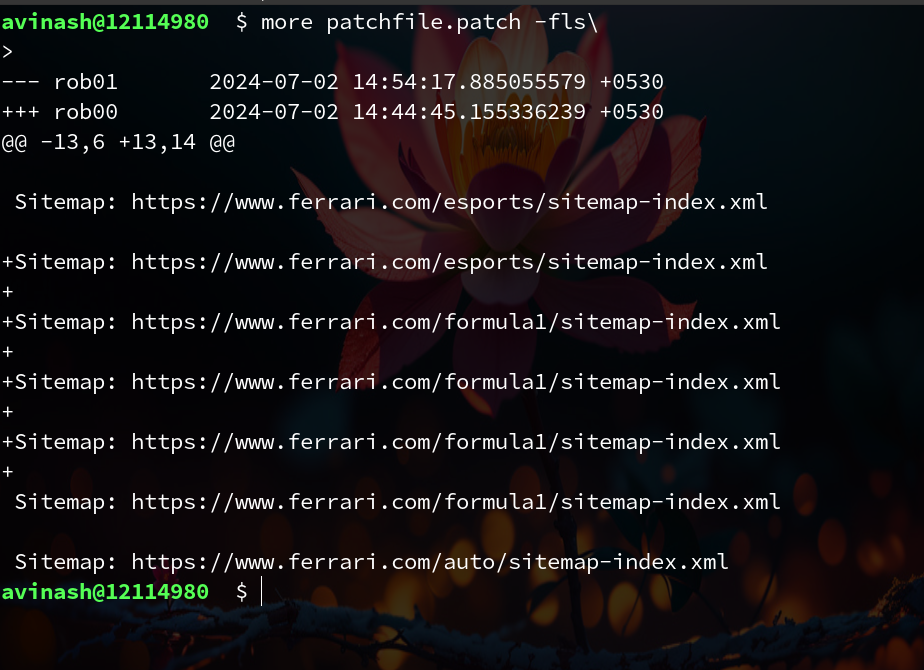 avinash@12114980  $ more patchfile.patch -fls\
>
--- rob01       2024-07-02 14:54:17.885055579 +0530
+++ rob00       2024-07-02 14:44:45.155336239 +0530
@@ -13,6 +13,14 @@
 Sitemap: https://www.ferrari.com/esports/sitemap-index.xml
+Sitemap: https://www.ferrari.com/esports/sitemap-index.xml
+
+Sitemap: https://www.ferrari.com/formula1/sitemap-index.xml
+
+Sitemap: https://www.ferrari.com/formula1/sitemap-index.xml
+
+Sitemap: https://www.ferrari.com/formula1/sitemap-index.xml
+
 Sitemap: https://www.ferrari.com/formula1/sitemap-index.xml
 Sitemap: https://www.ferrari.com/auto/sitemap-index.xml
avinash@12114980  $